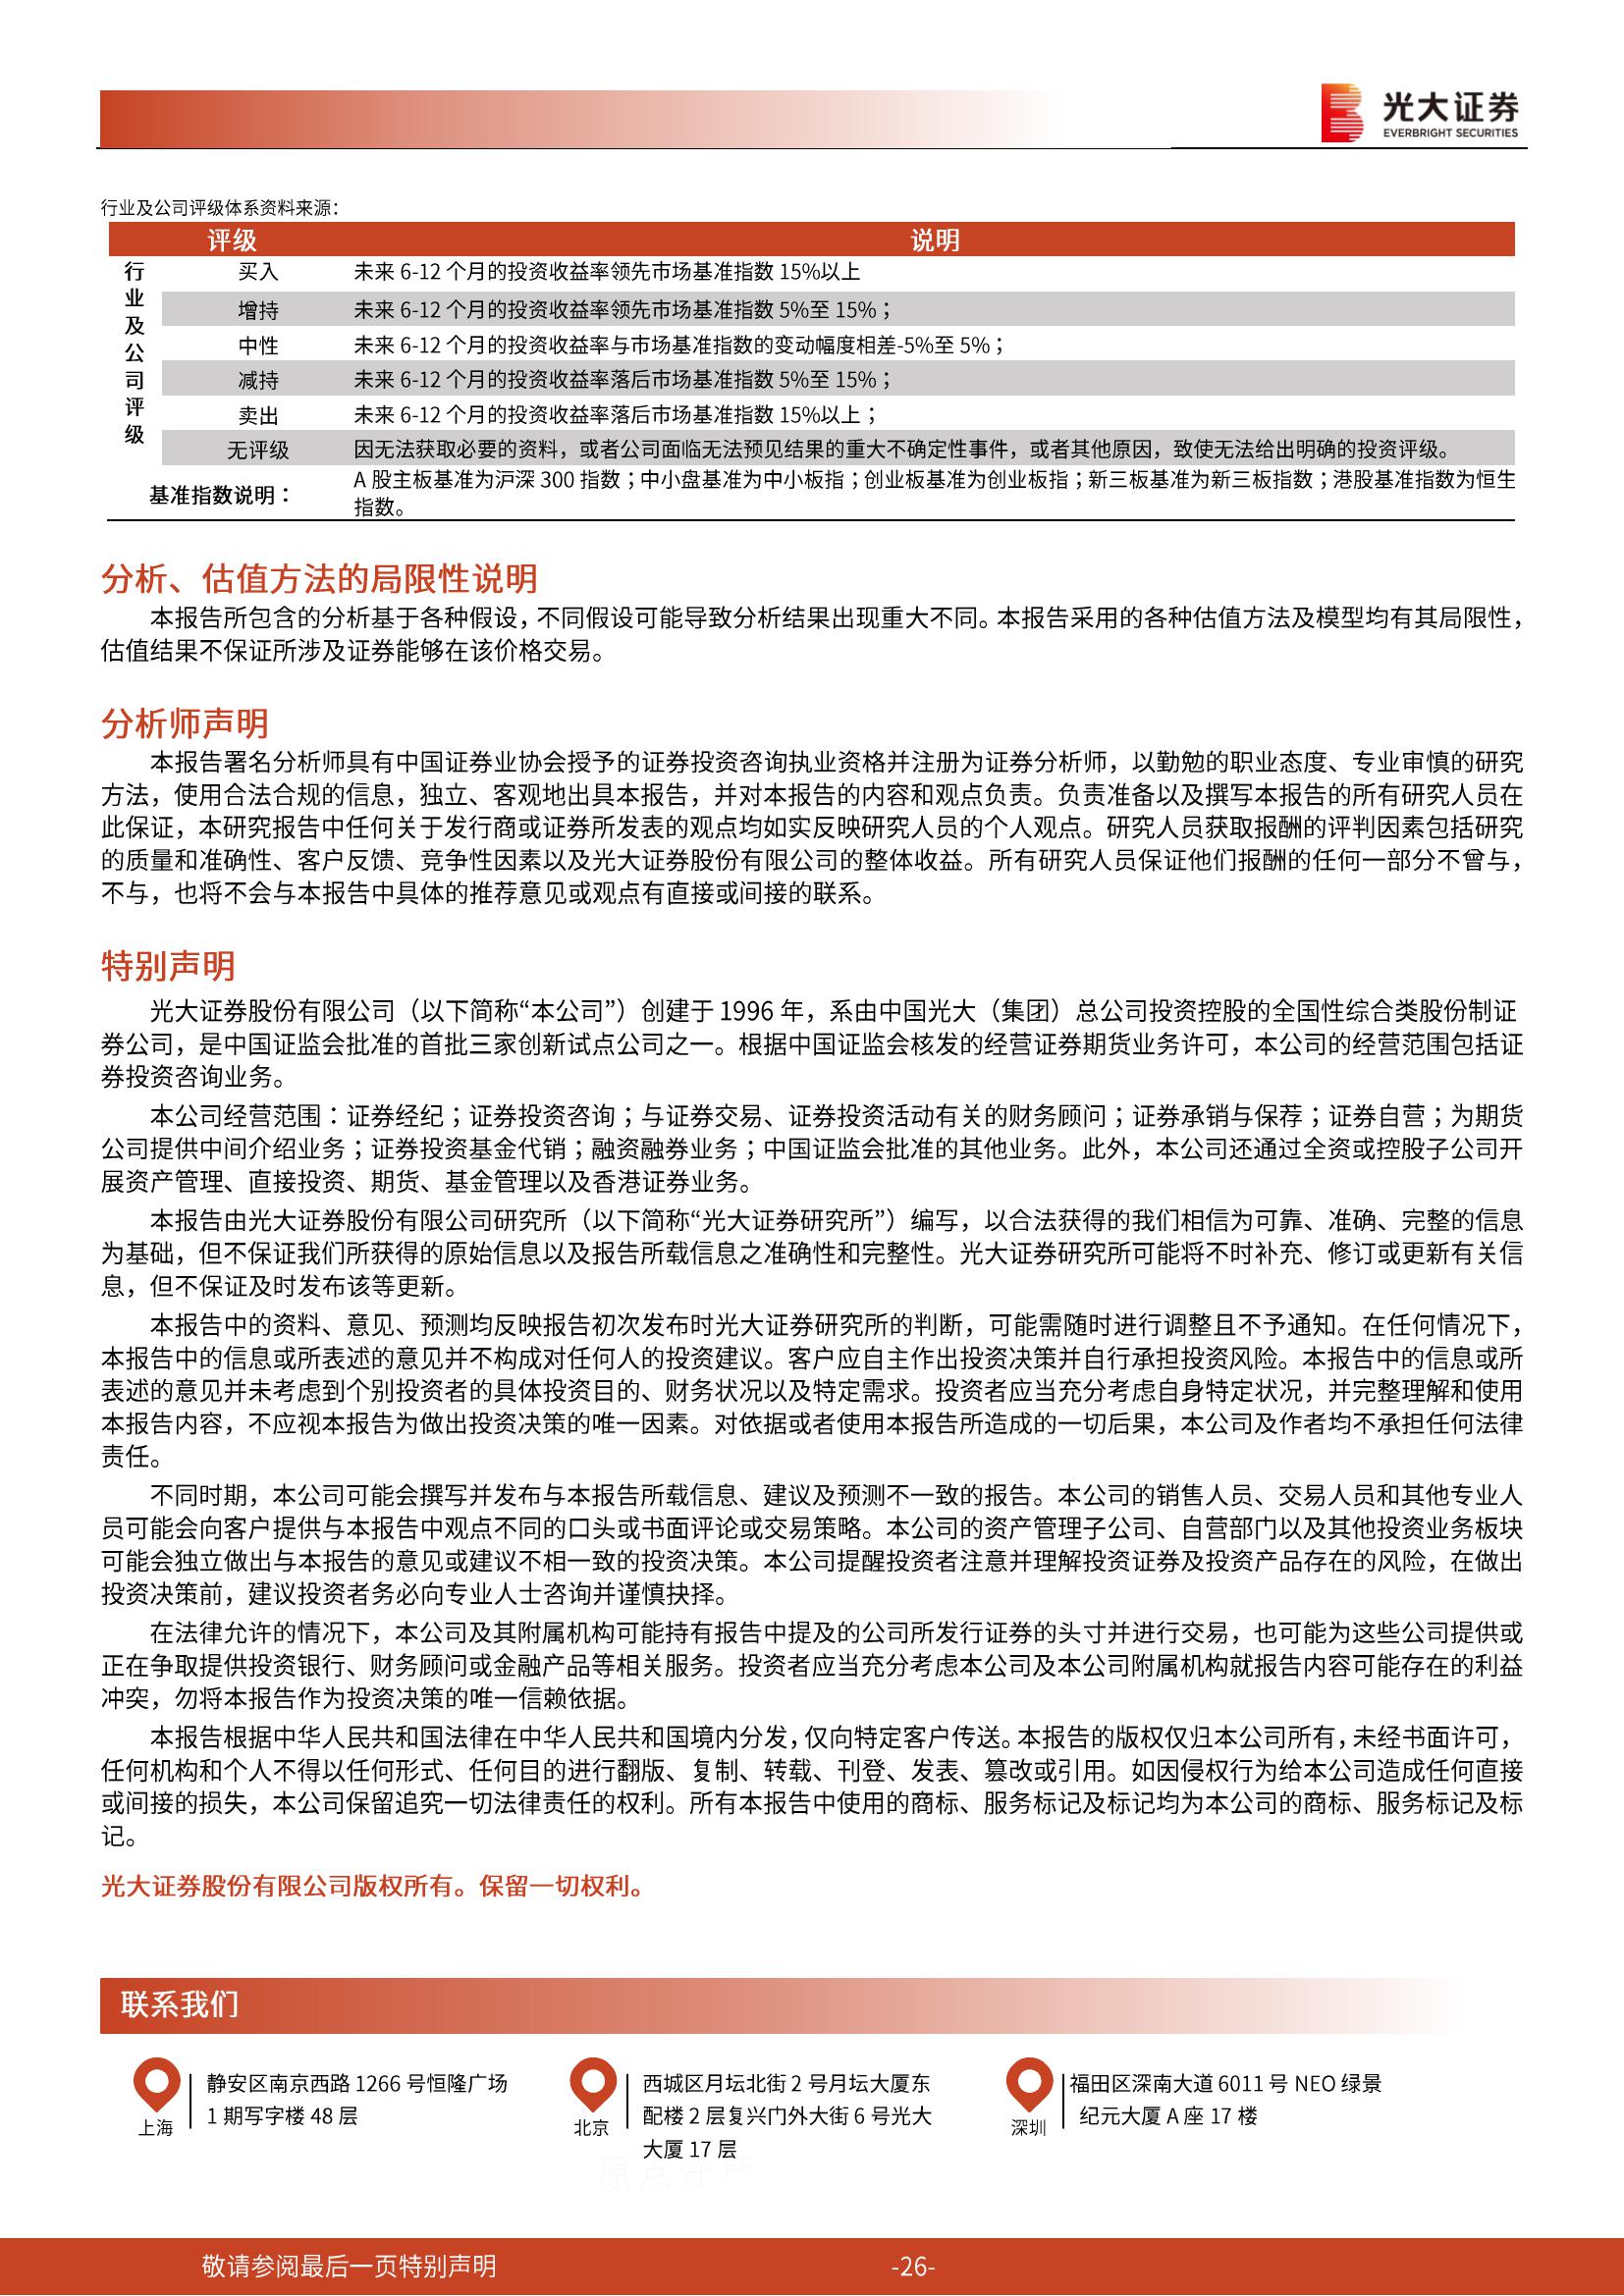 光大证券
EVERBRIGHT SECURITIES
行业及公司评级体系资料来源：
评级 说明
行业及公司评级
买入 未来 6-12 个月的投资收益率领先市场基准指数 15%以上
增持 未来 6-12 个月的投资收益率领先市场基准指数 5%至 15%；
中性 未来 6-12 个月的投资收益率与市场基准指数的变动幅度相差-5%至 5%；
减持 未来 6-12 个月的投资收益率落后市场基准指数 5%至 15%；
卖出 未来 6-12 个月的投资收益率落后市场基准指数 15%以上；
无评级 因无法获取必要的资料，或者公司面临无法预见结果的重大不确定性事件，或者其他原因，致使无法给出明确的投资评级。
基准指数说明： A 股主板基准为沪深 300 指数；中小盘基准为中小板指；创业板基准为创业板指；新三板基准为新三板指数；港股基准指数为恒生
指数。
分析、估值方法的局限性说明
本报告所包含的分析基于各种假设，不同假设可能导致分析结果出现重大不同。本报告采用的各种估值方法及模型均有其局限性，
估值结果不保证所涉及证券能够在该价格交易。
分析师声明
本报告署名分析师具有中国证券业协会授予的证券投资咨询执业资格并注册为证券分析师，以勤勉的职业态度、专业审慎的研究
方法，使用合法合规的信息，独立、客观地出具本报告，并对本报告的内容和观点负责。负责准备以及撰写本报告的所有研究人员在
此保证，本研究报告中任何关于发行商或证券所发表的观点均如实反映研究人员的个人观点。研究人员获取报酬的评判因素包括研究
的质量和准确性、客户反馈、竞争性因素以及光大证券股份有限公司的整体收益。所有研究人员保证他们报酬的任何一部分不曾与，
不与，也将不会与本报告中具体的推荐意见或观点有直接或间接的联系。
特别声明
光大证券股份有限公司（以下简称“本公司”）创建于 1996 年，系由中国光大（集团）总公司投资控股的全国性综合类股份制证
券公司，是中国证监会批准的首批三家创新试点公司之一。根据中国证监会核发的经营证券期货业务许可，本公司的经营范围包括证
券投资咨询业务。
本公司经营范围：证券经纪；证券投资咨询；与证券交易、证券投资活动有关的财务顾问；证券承销与保荐；证券自营；为期货
公司提供中间介绍业务；证券投资基金代销；融资融券业务；中国证监会批准的其他业务。此外，本公司还通过全资或控股子公司开
展资产管理、直接投资、期货、基金管理以及香港证券业务。
本报告由光大证券股份有限公司研究所（以下简称“光大证券研究所”）编写，以合法获得的我们相信为可靠、准确、完整的信息
为基础，但不保证我们所获得的原始信息以及报告所载信息之准确性和完整性。光大证券研究所可能将不时补充、修订或更新有关信
息，但不保证及时发布该等更新。
本报告中的资料、意见、预测均反映报告初次发布时光大证券研究所的判断，可能需随时进行调整且不予通知。在任何情况下，
本报告中的信息或所表述的意见并不构成对任何人的投资建议。客户应自主作出投资决策并自行承担投资风险。本报告中的信息或所
表述的意见并未考虑到个别投资者的具体投资目的、财务状况以及特定需求。投资者应当充分考虑自身特定状况，并完整理解和使用
本报告内容，不应视本报告为做出投资决策的唯一因素。对依据或者使用本报告所造成的一切后果，本公司及作者均不承担任何法律
责任。
不同时期，本公司可能会撰写并发布与本报告所载信息、建议及预测不一致的报告。本公司的销售人员、交易人员和其他专业人
员可能会向客户提供与本报告中观点不同的口头或书面评论或交易策略。本公司的资产管理子公司、自营部门以及其他投资业务板块
可能会独立做出与本报告的意见或建议不相一致的投资决策。本公司提醒投资者注意并理解投资证券及投资产品存在的风险，在做出
投资决策前，建议投资者务必向专业人士咨询并谨慎抉择。
在法律允许的情况下，本公司及其附属机构可能持有报告中提及的公司所发行证券的头寸并进行交易，也可能为这些公司提供或
正在争取提供投资银行、财务顾问或金融产品等相关服务。投资者应当充分考虑本公司及本公司附属机构就报告内容可能存在的利益
冲突，勿将本报告作为投资决策的唯一信赖依据。
本报告根据中华人民共和国法律在中华人民共和国境内分发，仅向特定客户传送。本报告的版权仅归本公司所有，未经书面许可，
任何机构和个人不得以任何形式、任何目的进行翻版、复制、转载、刊登、发表、篡改或引用。如因侵权行为给本公司造成任何直接
或间接的损失，本公司保留追究一切法律责任的权利。所有本报告中使用的商标、服务标记及标记均为本公司的商标、服务标记及标
记。
光大证券股份有限公司版权所有。保留一切权利。
联系我们
上海
静安区南京西路 1266 号恒隆广场
1 期写字楼 48 层
北京
西城区月坛北街 2 号月坛大厦东
配楼 2 层复兴门外大街 6 号光大
大厦 17 层
深圳
福田区深南大道 6011 号 NEO 绿景
纪元大厦 A 座 17 楼
敬请参阅最后一页特别声明 -26-